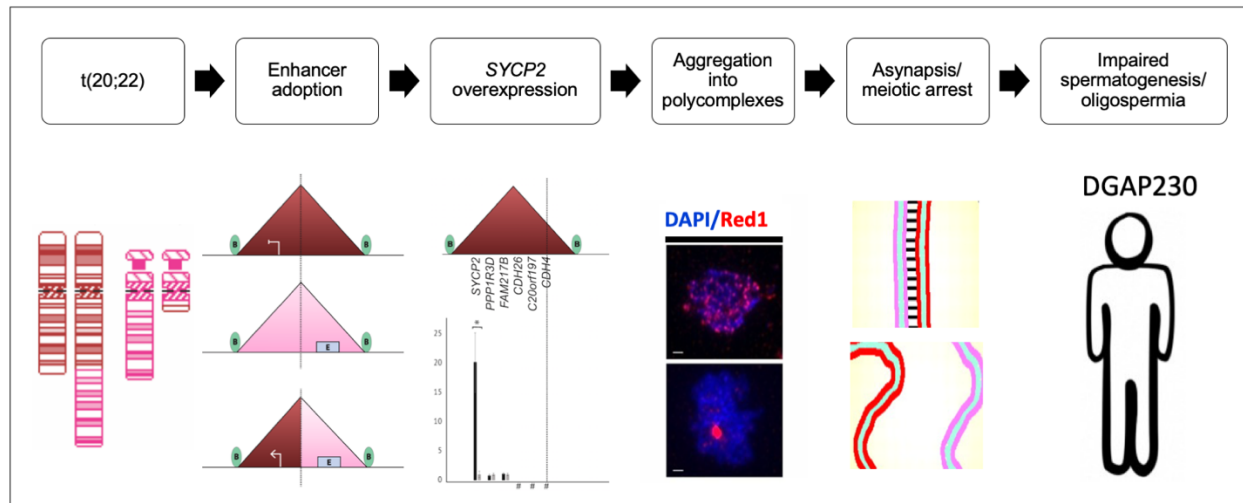 t(20;22)
Enhancer
adoption
SYCP2
overexpression
Aggregation
into
polycomplexes
Asynapsis/
meiotic arrest
Impaired
spermatogenesis/
oligospermia
B
B
B
E
B
B
E
B
B
B
SYCP2
PPP1R3D
FAM217B
CDH26
C20orf197
CDH4
]*
25
20
15
10
5
0
#
#
#
DAPI/Red1
DGAP230